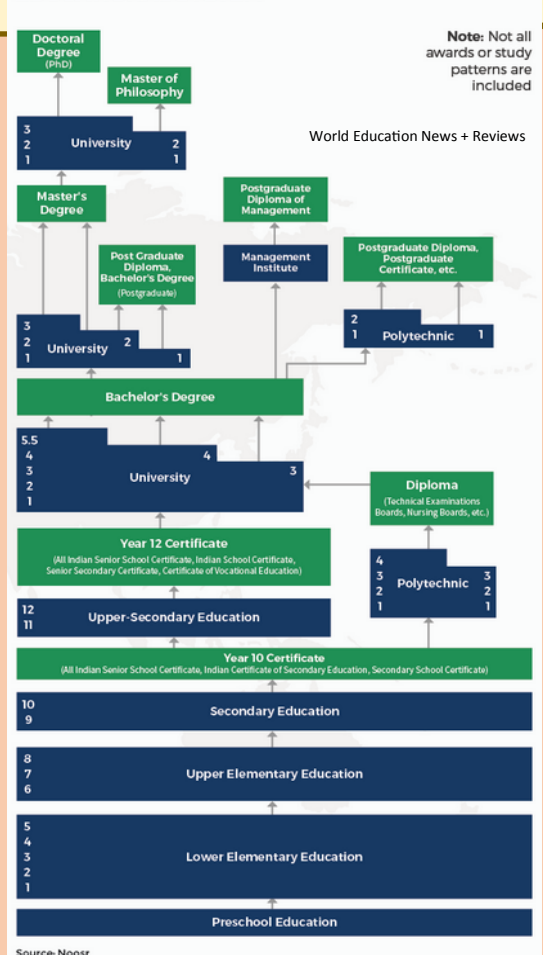 Doctoral
Degree
(PhD)
Note: Not all
awards or study
patterns are
included
Master of
Philosophy
World Education News + Reviews
3
2
1
University
2
1
Master's
Degree
Postgraduate
Diploma of
Management
Post Graduate
Diploma,
Bachelor's Degree
(Postgraduate)
Management
Institute
Postgraduate Diploma,
Postgraduate
Certificate, etc.
3
2
1
University
2
1
2
1
Polytechnic
1
Bachelor's Degree
5.5
4
3
2
1
University
4
3
Diploma
(Technical Examinations
Boards, Nursing Boards, etc.)
Year 12 Certificate
(All Indian Senior School Certificate, Indian School Certificate,
Senior Secondary Certificate, Certificate of Vocational Education)
4
3
2
1
Polytechnic
3
2
1
12
11
Upper-Secondary Education
Year 10 Certificate
(All Indian Senior School Certificate, Indian Certificate of Secondary Education, Secondary School Certificate)
10
9
Secondary Education
8
7
6
Upper Elementary Education
5
4
3
2
1
Lower Elementary Education
Preschool Education
Source: Noosr